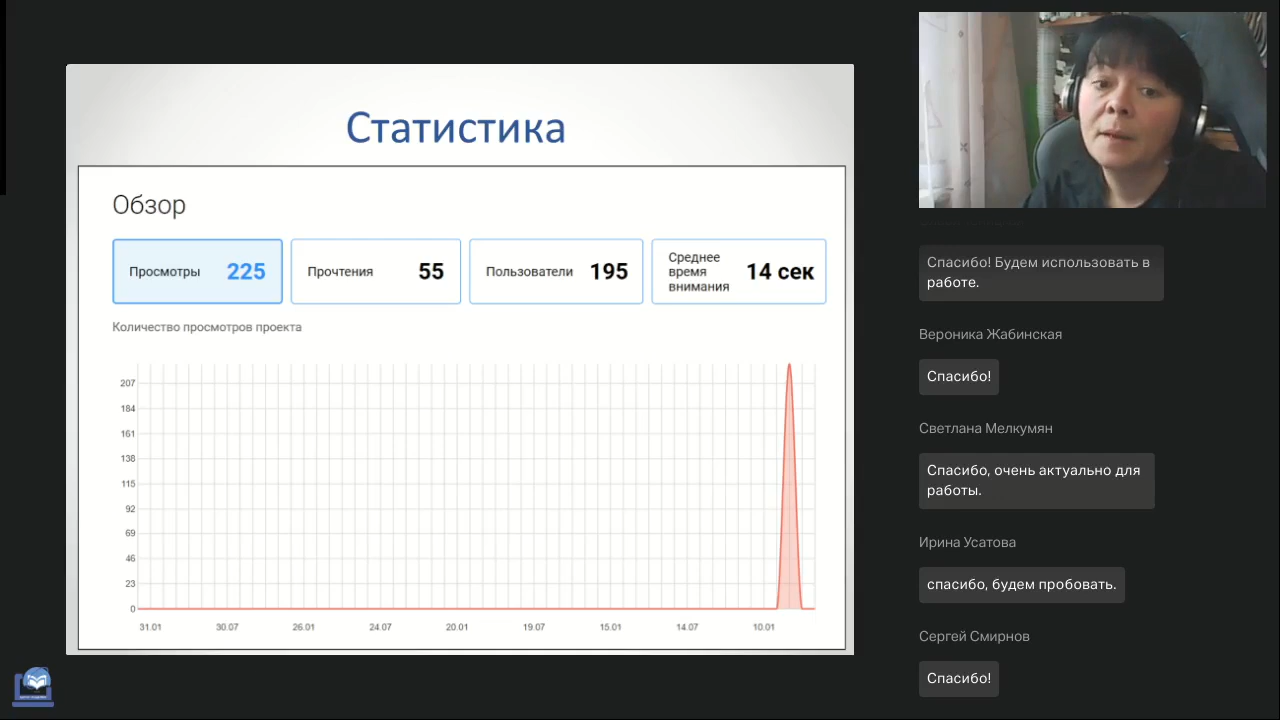 Статистика
Обзор
Просмотры 225
Прочтения 55
Пользователи 195
Среднее
время
внимания
14 сек
Количество просмотров проекта
207
184
161
138
115
92
69
46
23
0
31.01 30.07 26.01 24.07 20.01 19.07 15.01 14.07 10.01
Спасибо! Будем использовать в
работе.
Вероника Жабинская
Спасибо!
Светлана Мелкумян
Спасибо, очень актуально для
работы.
Ирина Усатова
спасибо, будем пробовать.
Сергей Смирнов
Спасибо!